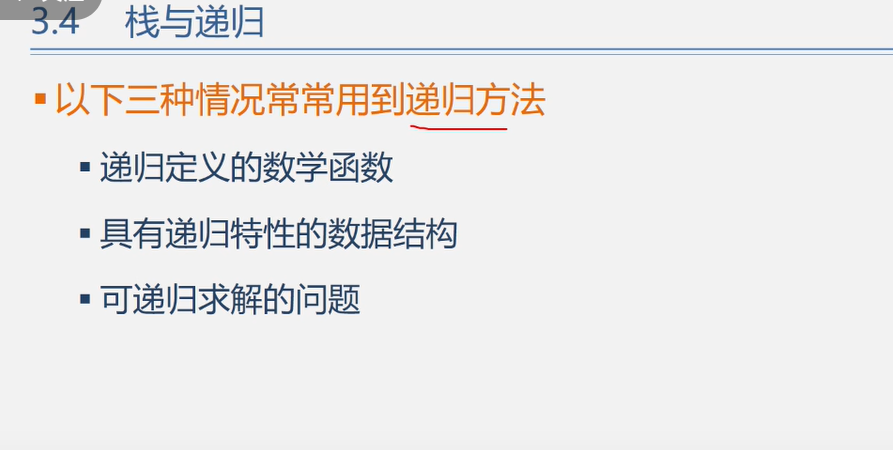 3.4 栈与递归
以下三种情况常常用到递归方法
递归定义的数学函数
具有递归特性的数据结构
可递归求解的问题